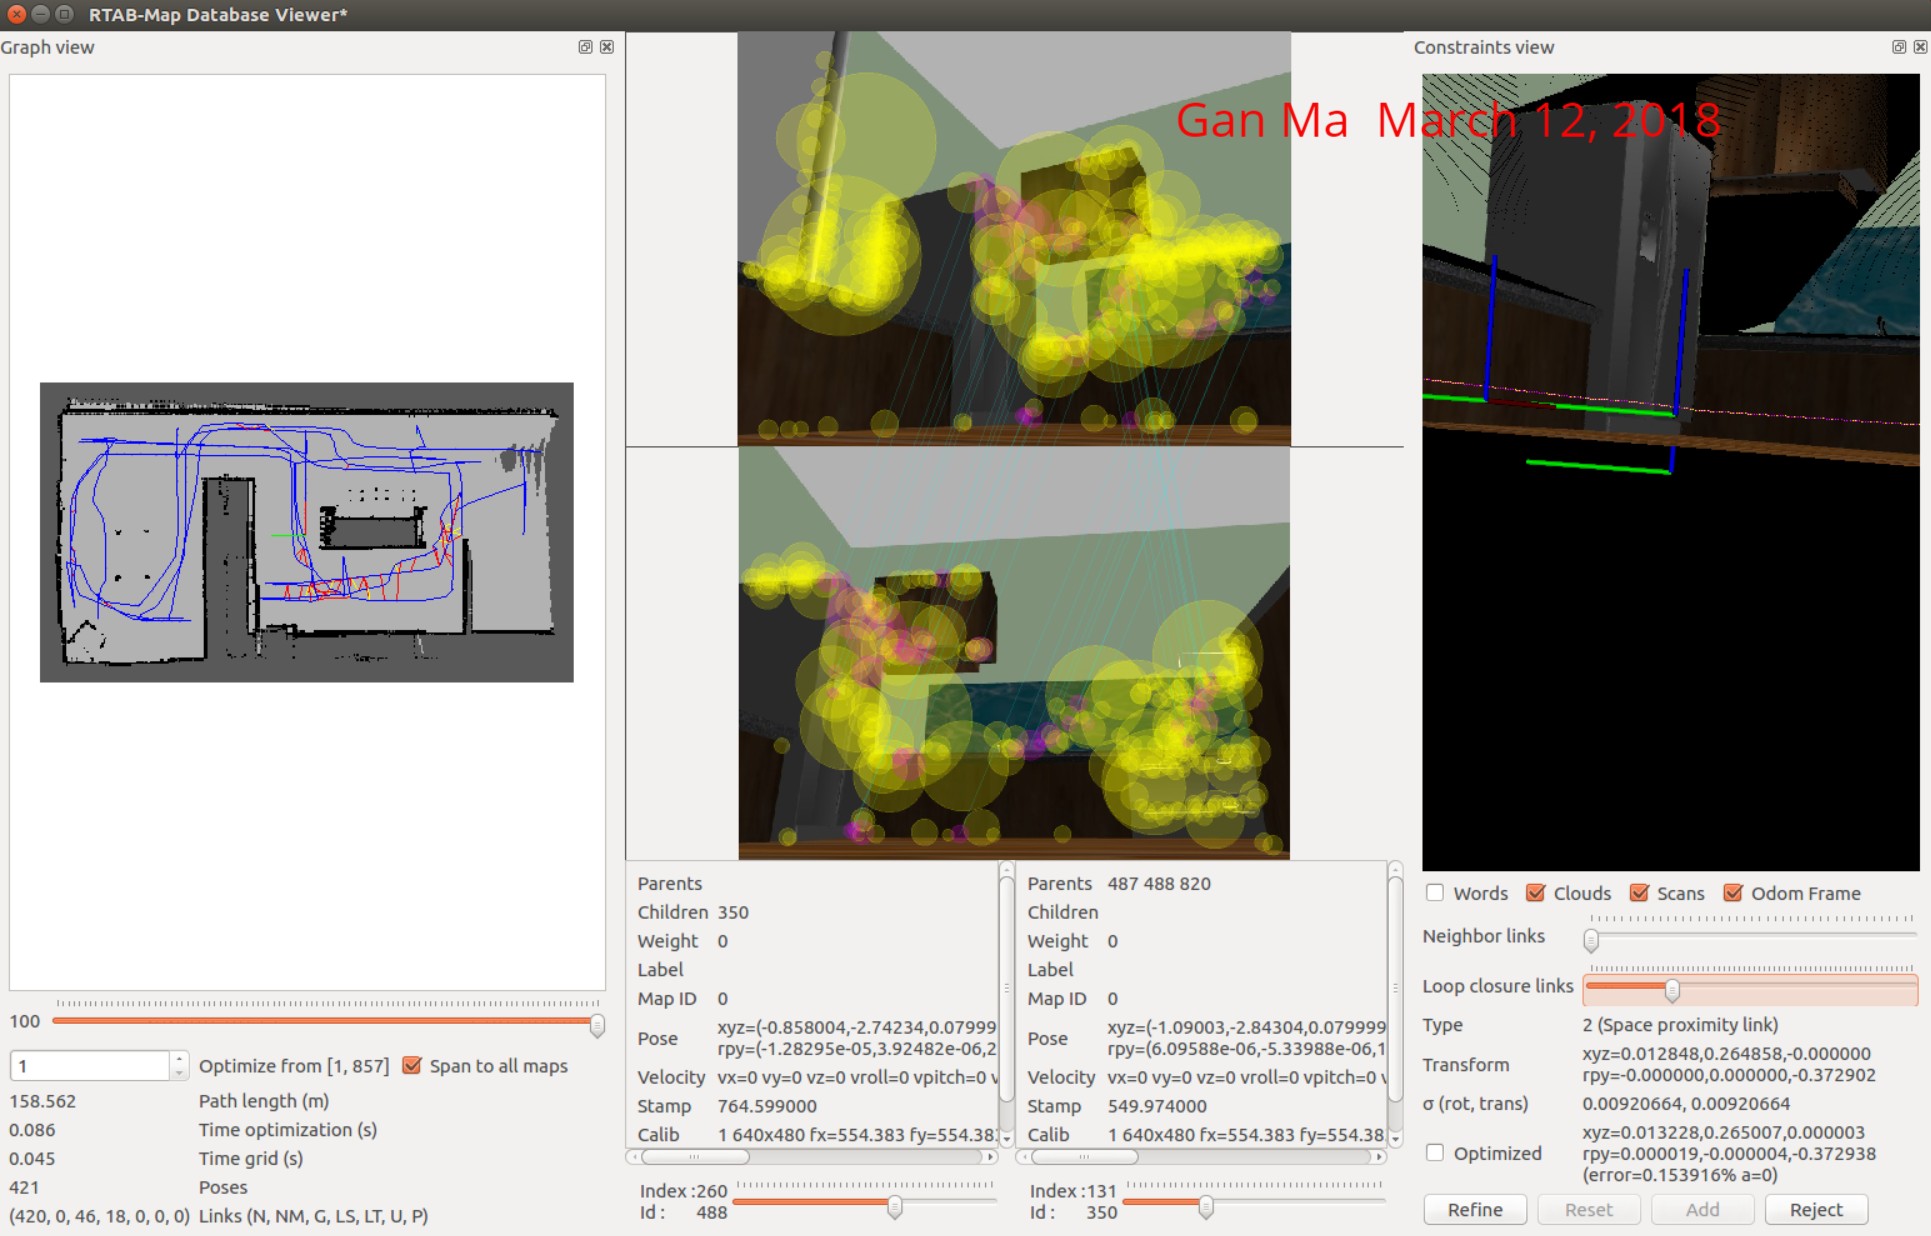 RTAB-Map Database Viewer*
Graph view
Constraints view
Gan Ma March 12, 2018
100
1
Optimize from [1, 857]
Span to all maps
158.562 Path length (m)
0.086 Time optimization (s)
0.045 Time grid (s)
421 Poses
(420, 0, 46, 18, 0, 0, 0) Links (N, NM, G, LS, LT, U, P)
Parents
Children 350
Weight 0
Label
Map ID 0
Pose xyz=(-0.858004,-2.74234,0.07999
rpy=(-1.28295e-05,3.92482e-06,2
Velocity vx=0 vy=0 vz=0 vroll=0 vpitch=0
Stamp 764.599000
Calib 1 640x480 fx=554.383 fy=554.38
Index :260
Id : 488
Parents 487 488 820
Children
Weight 0
Label
Map ID 0
Pose xyz=(-1.09003,-2.84304,0.079999
rpy=(6.09588e-06,-5.33988e-06,1
Velocity vx=0 vy=0 vz=0 vroll=0 vpitch=0
Stamp 549.974000
Calib 1 640x480 fx=554.383 fy=554.38
Index :131
Id : 350
Words Clouds Scans Odom Frame
Neighbor links
Loop closure links
Type 2 (Space proximity link)
Transform xyz=0.012848,0.264858,-0.000000
rpy=-0.000000,0.000000,-0.372902
σ (rot, trans) 0.00920664, 0.00920664
Optimized xyz=0.013228,0.265007,0.000003
rpy=0.000019,-0.000004,-0.372938
(error=0.153916% a=0)
Refine Reset Add Reject